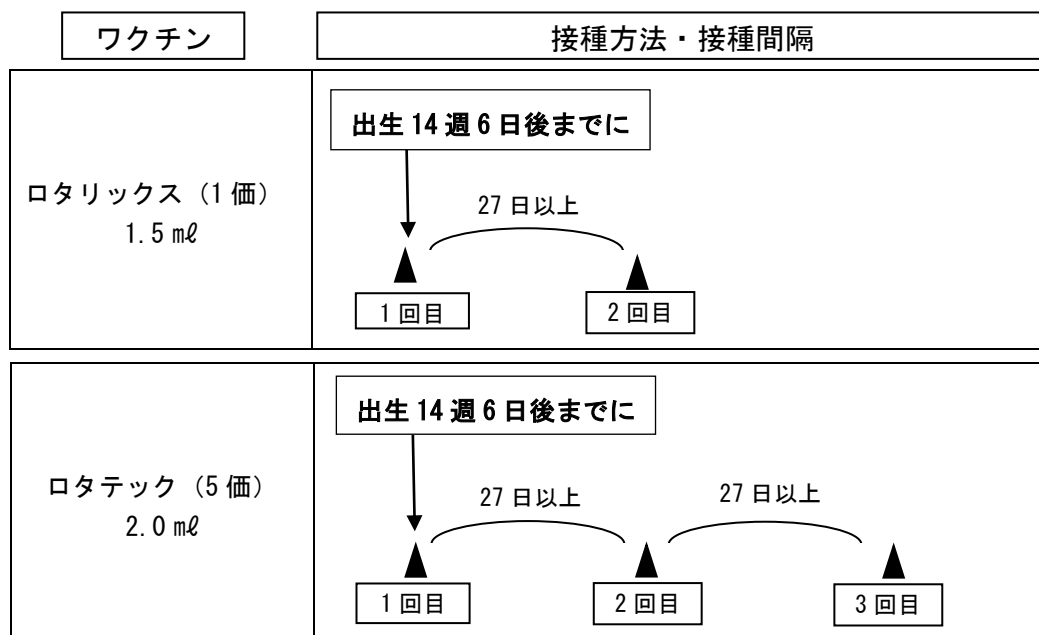 ワクチン
接種方法・接種間隔
ロタリックス（1価）
1.5㎖
出生14週6日後までに
27日以上
1回目
2回目
ロタテック（5価）
2.0㎖
出生14週6日後までに
27日以上
27日以上
1回目
2回目
3回目